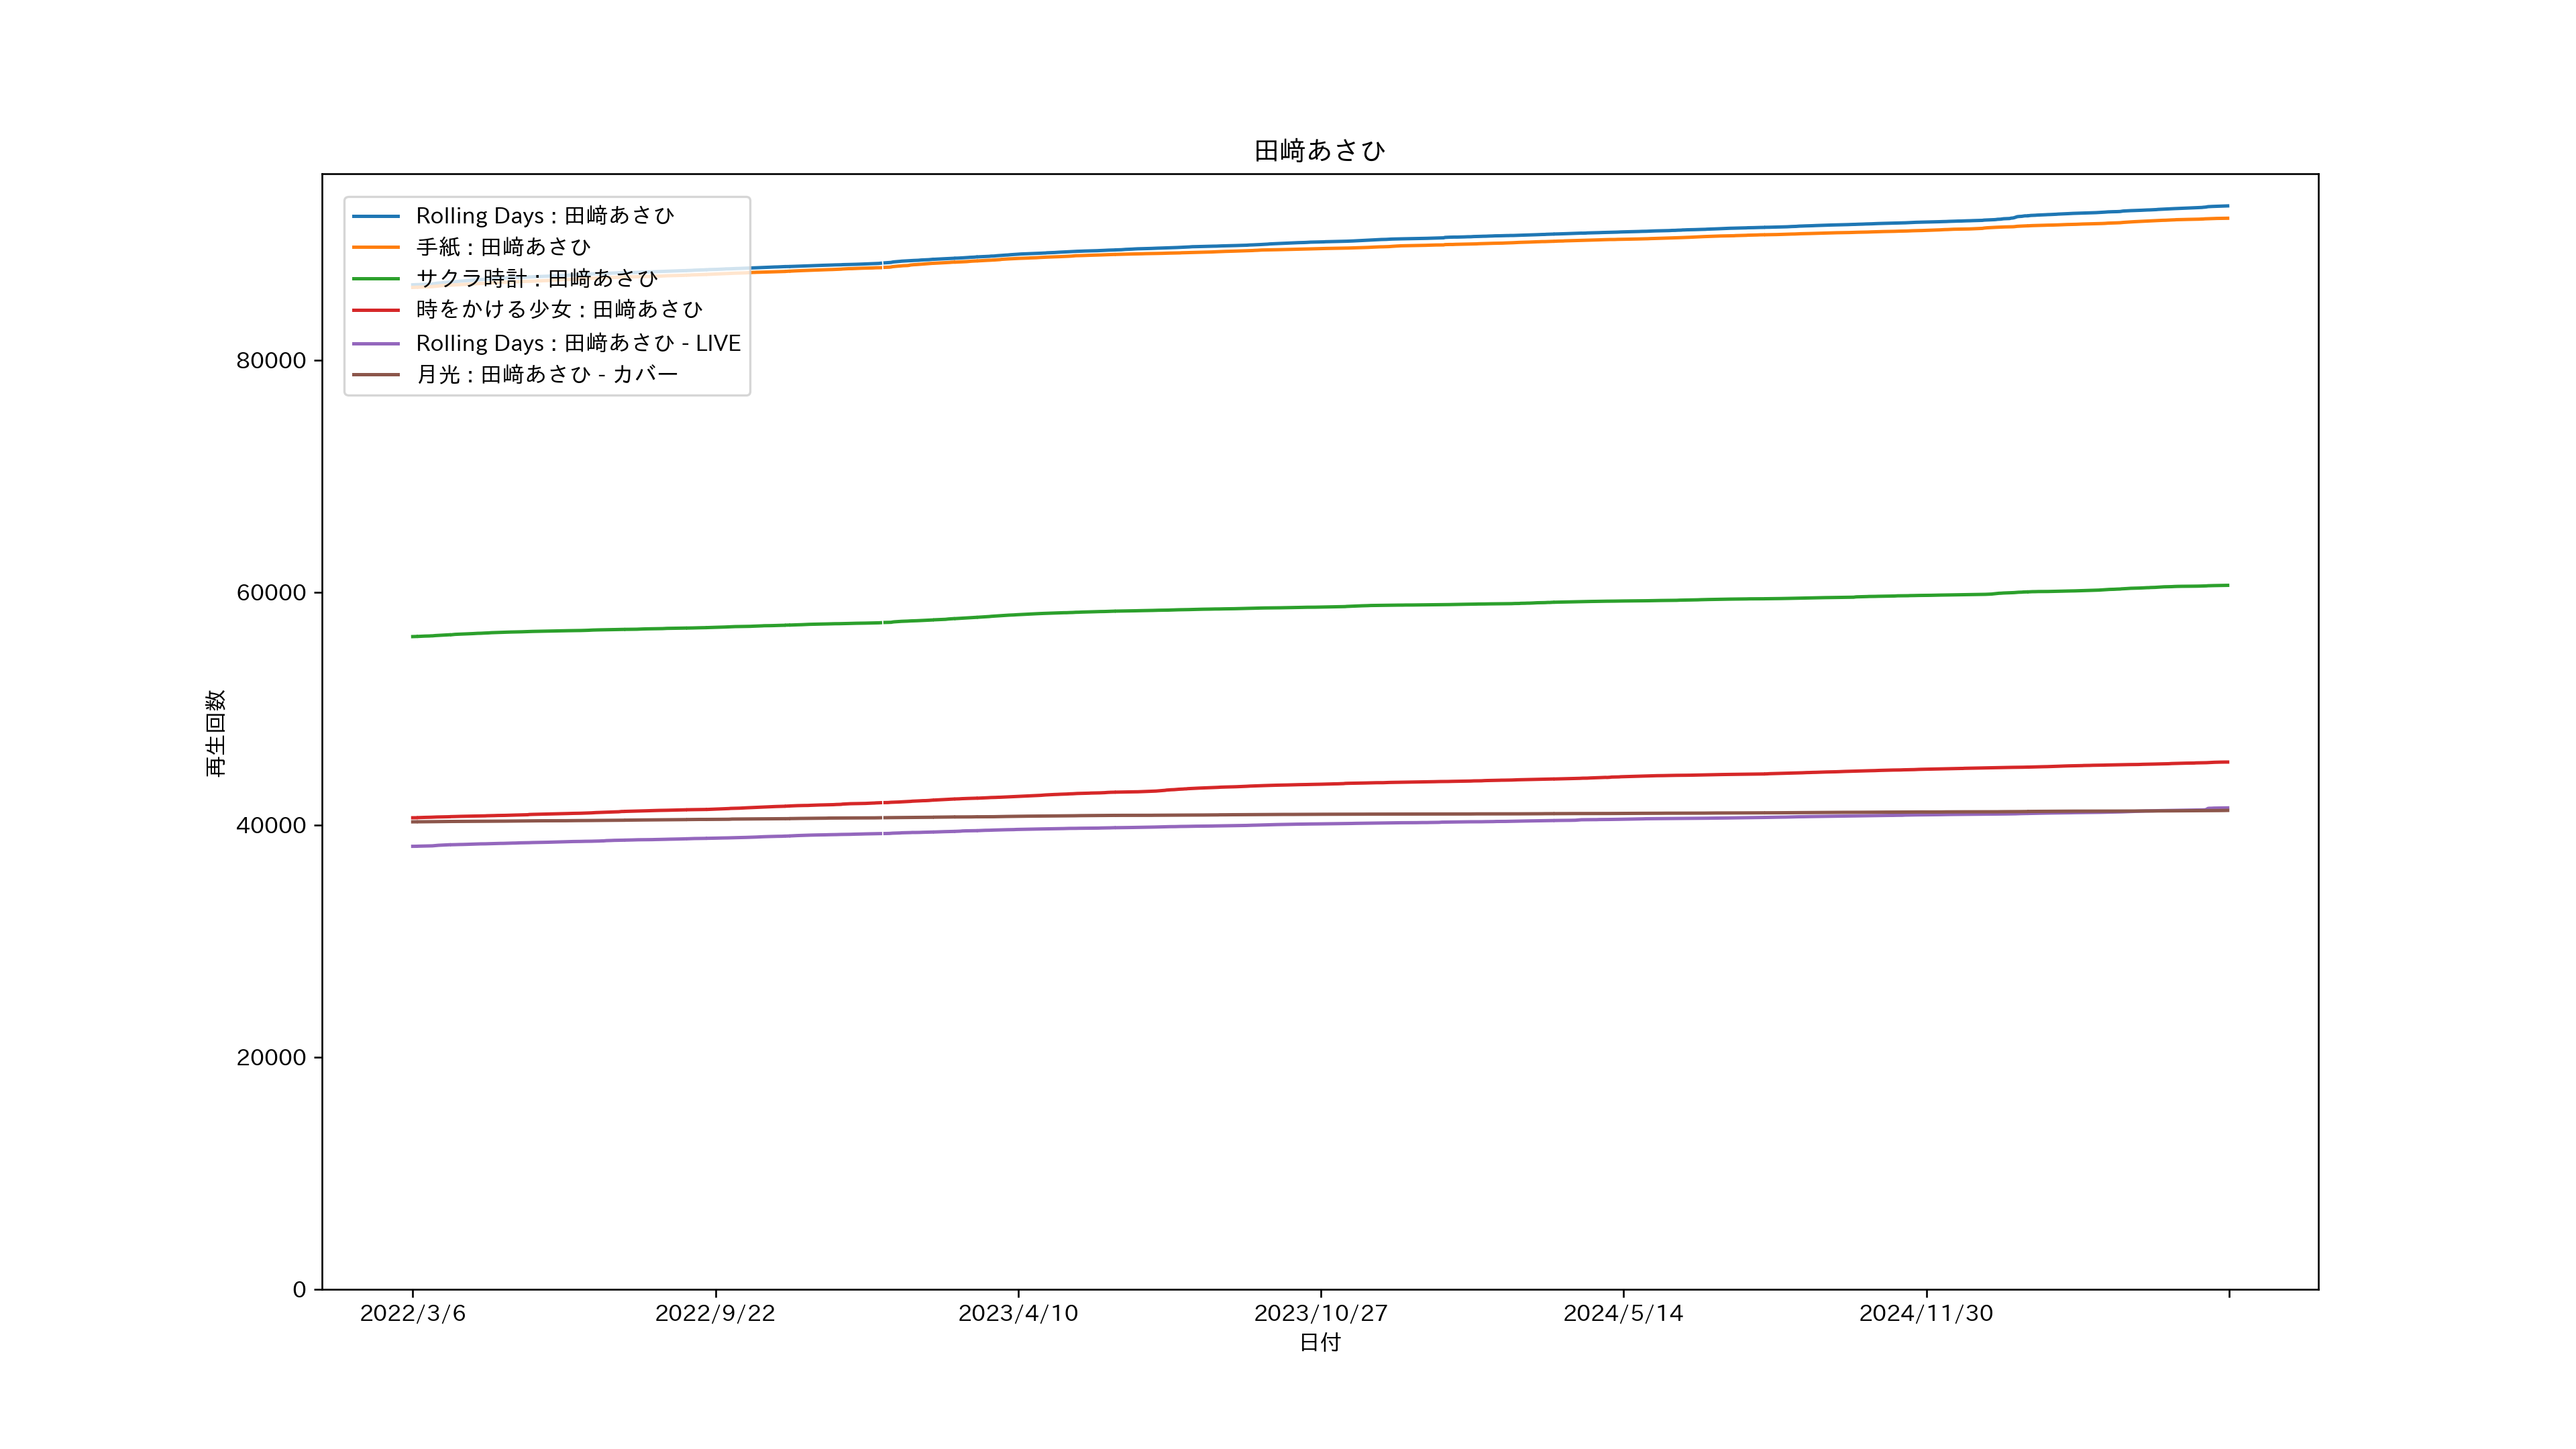 田﨑あさひ
Rolling Days : 田﨑あさひ
手紙 : 田﨑あさひ
サクラ時計 : 田﨑あさひ
時をかける少女 : 田﨑あさひ
Rolling Days : 田﨑あさひ - LIVE
月光 : 田﨑あさひ - カバー
再生回数
80000
60000
40000
20000
0
2022/3/6
2022/9/22
2023/4/10
2023/10/27
2024/5/14
2024/11/30
日付